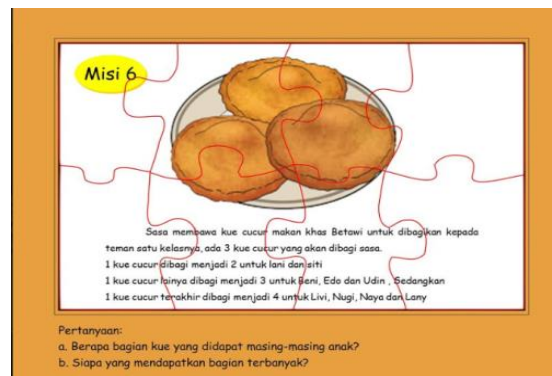 Misi 6
Sasa membawa kue cucur makan khas Betawi untuk dibagikan kepada
teman satu kelasnya, ada 3 kue cucur yang akan dibagi sasa.
1 kue cucur dibagi menjadi 2 untuk lani dan siti
1 kue cucur lainya dibagi menjadi 3 untuk Beni, Edo dan Udin , Sedangkan
1 kue cucur terakhir dibagi menjadi 4 untuk Livi, Nugi, Naya dan Lany
Pertanyaan:
a. Berapa bagian kue yang didapat masing-masing anak?
b. Siapa yang mendapatkan bagian terbanyak?